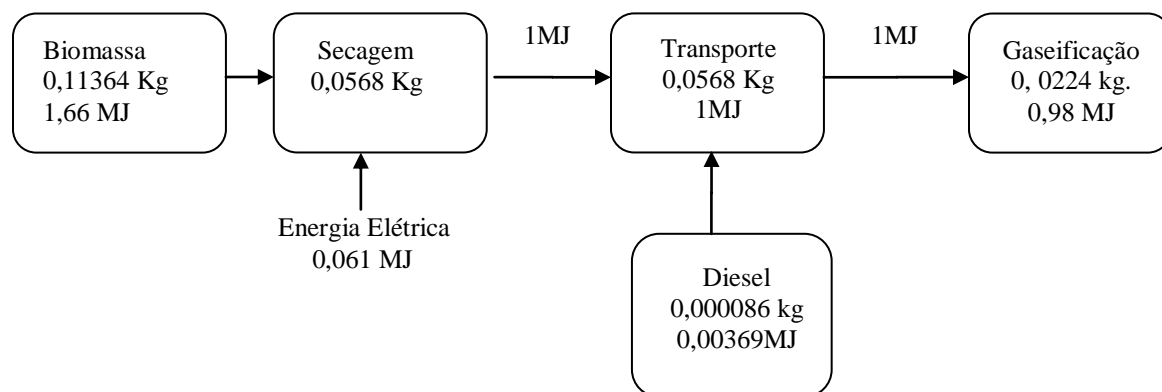 Biomassa
0,11364 Kg
1,66 MJ
Secagem
0,0568 Kg
1MJ
Transporte
0,0568 Kg
1MJ
1MJ
Gaseificação
0, 0224 kg.
0,98 MJ
Energia Elétrica
0,061 MJ
Diesel
0,000086 kg
0,00369MJ